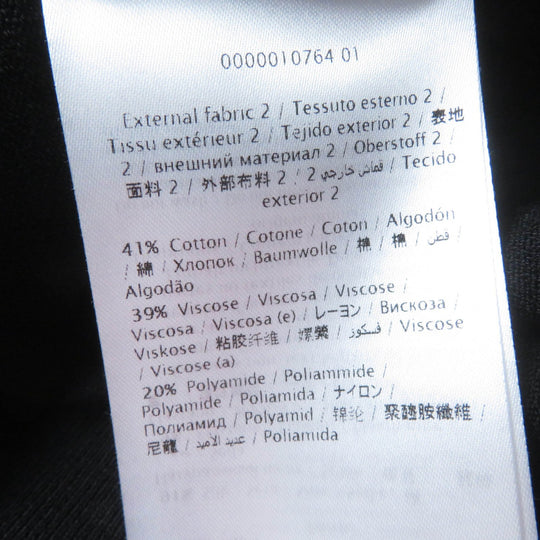 0000010764 01
External fabric 2 / Tessuto esterno 2 /
Tissu extérieur 2 / Tejido exterior 2 / 表地
2 / внешний материал 2 / Oberstoff 2 /
面料 2 / 外部布料 2 / 2 قماش خارجي / Tecido
exterior 2
41% Cotton / Cotone / Coton / Algodón
/ 綿 / Хлопок / Baumwolle / 棉 / 棉 / قطن /
Algodão
39% Viscose / Viscosa / Viscose /
Viscosa / Viscosa (e) / レーヨン / Вискоза /
Viskose / 粘胶纤维 / 嫘縈 / فسكوز / Viscose
/ Viscose (a)
20% Polyamide / Poliammide /
Polyamide / Poliamida / ナイロン /
Полиамид / Polyamid / 锦纶 / 聚醯胺纖維 /
尼龍 / عديد الأميد / Poliamida